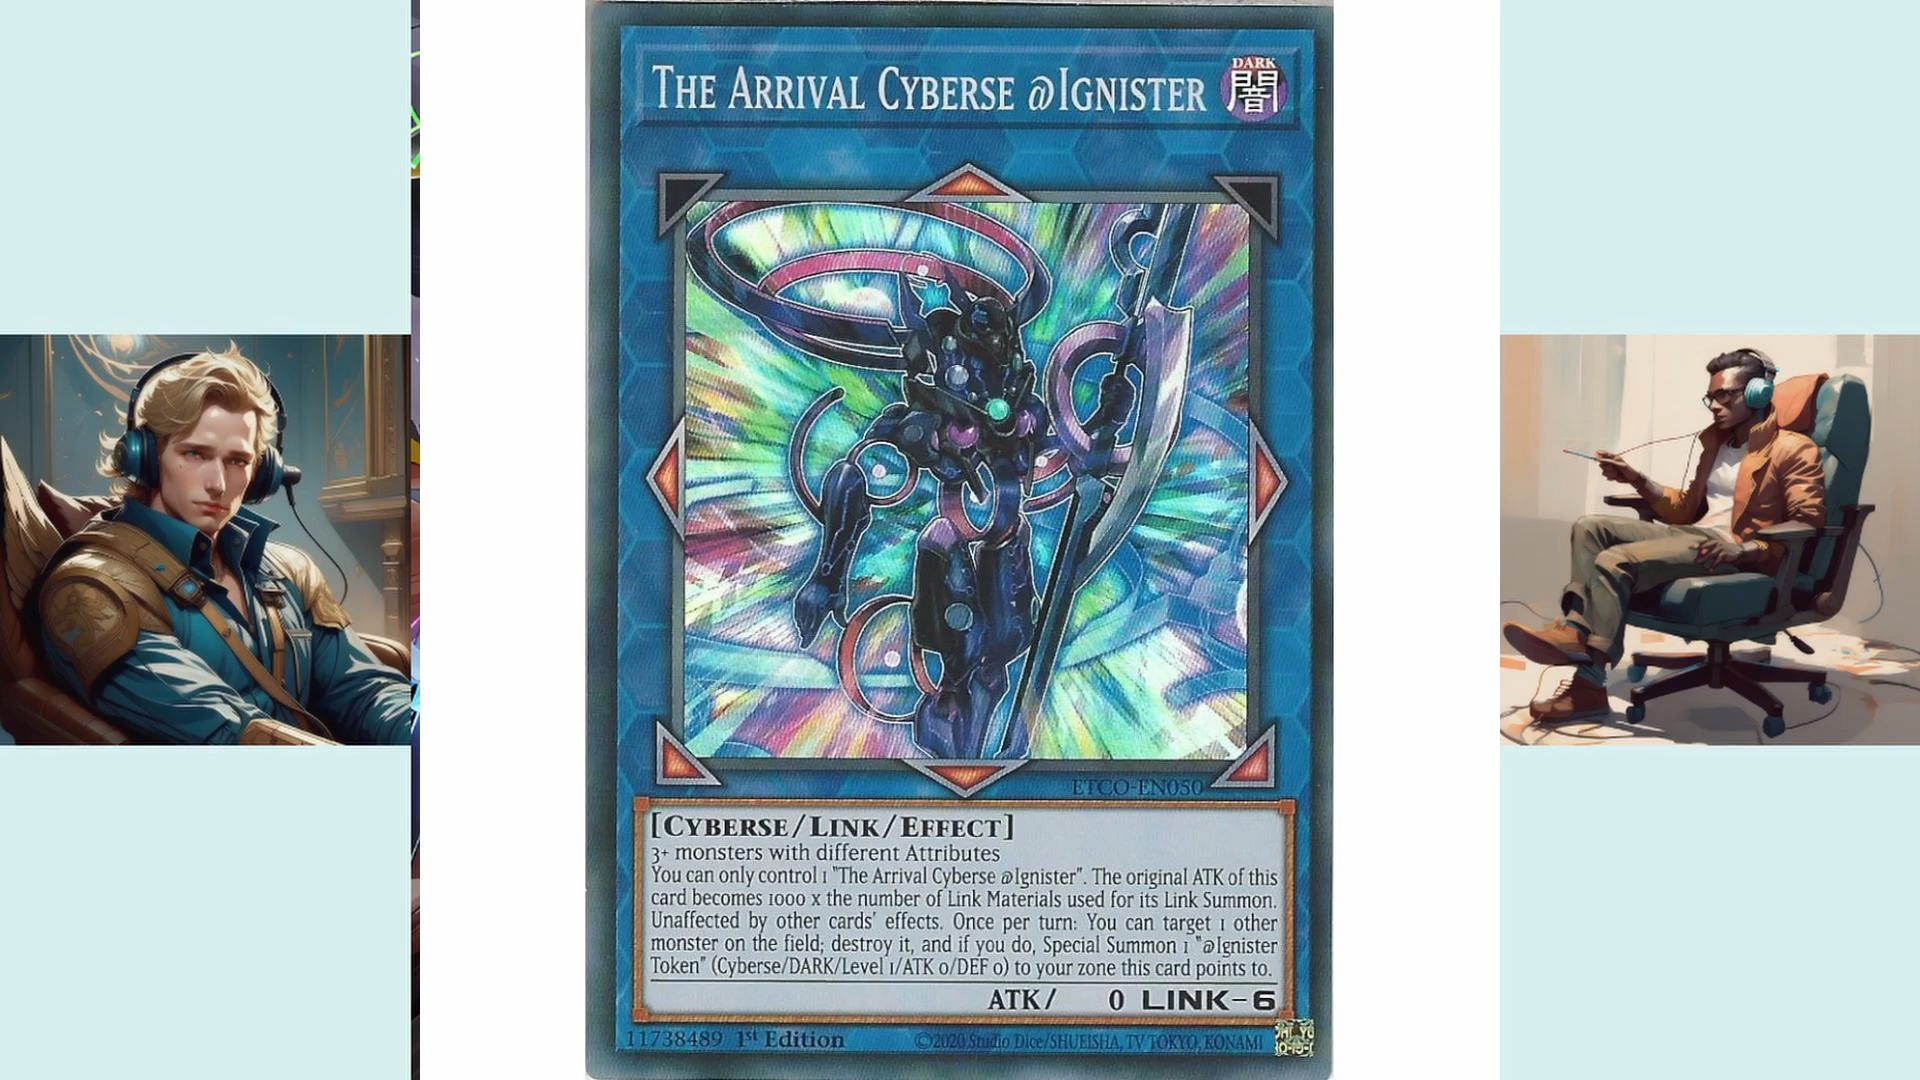 THE ARRIVAL CYBERSE @IGNISTER
DARK
闇
ETCO-EN050
[CYBERSE/LINK/EFFECT]
3+ monsters with different Attributes
You can only control 1 "The Arrival Cyberse @Ignister". The original ATK of this
card becomes 1000 x the number of Link Materials used for its Link Summon.
Unaffected by other cards' effects. Once per turn: You can target 1 other
monster on the field; destroy it, and if you do, Special Summon 1 "@Ignister
Token" (Cyberse/DARK/Level 1/ATK 0/DEF 0) to your zone this card points to.
ATK/ 0 LINK-6
11738489 1st Edition
©2020 Studio Dice/SHUEISHA, TV TOKYO, KONAMI